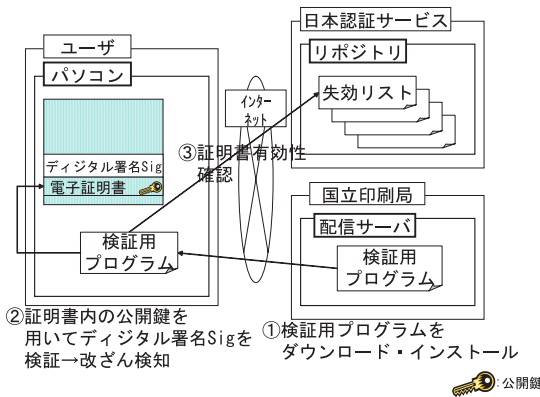 ユーザ
パソコン
ディジタル署名Sig
電子証明書
検証用
プログラム
インター
ネット
日本認証サービス
リポジトリ
失効リスト
③証明書有効性
確認
国立印刷局
配信サーバ
検証用
プログラム
②証明書内の公開鍵を
用いてディジタル署名Sigを
検証→改ざん検知
①検証用プログラムを
ダウンロード・インストール
:公開鍵